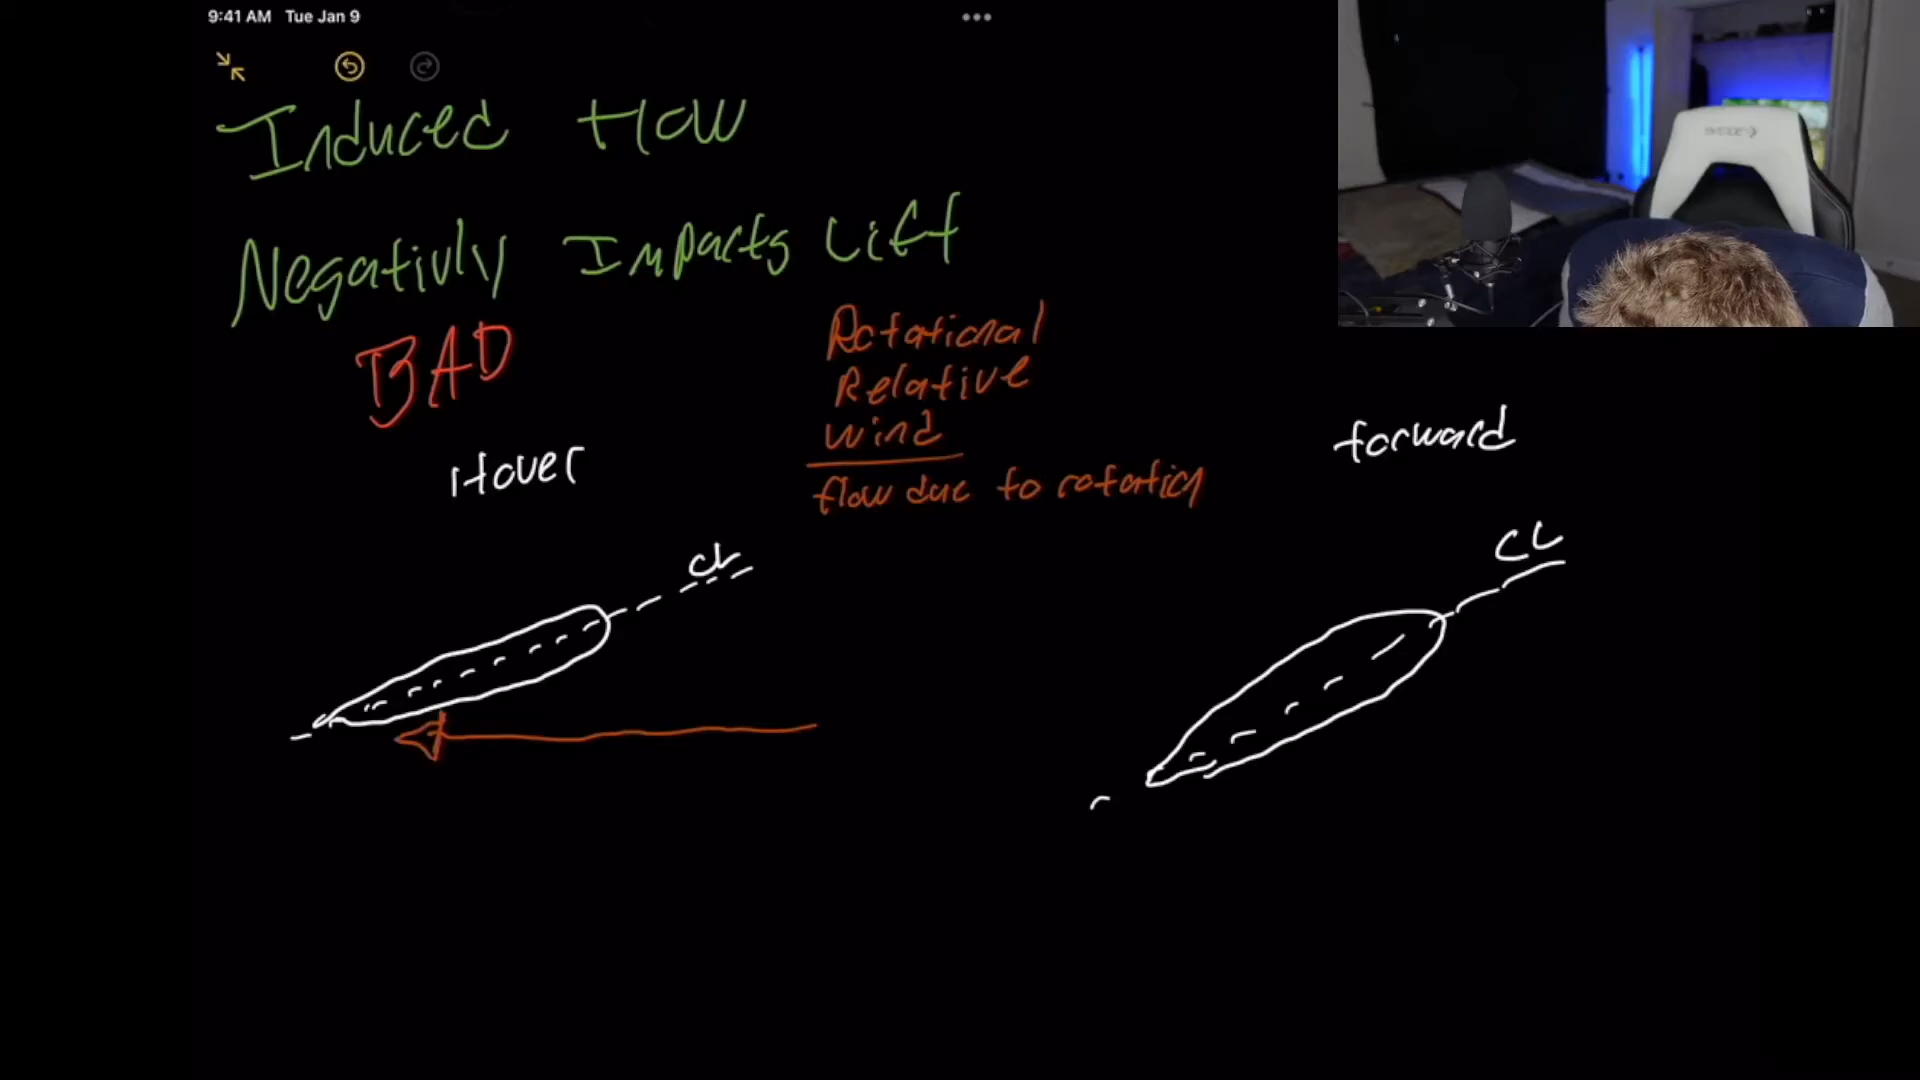 9:41 AM Tue Jan 9
Induced flow
Negativly Impacts Lift
BAD
Rotational
Relative
Wind
flow due to rotation
Hover
forward
CL
CL